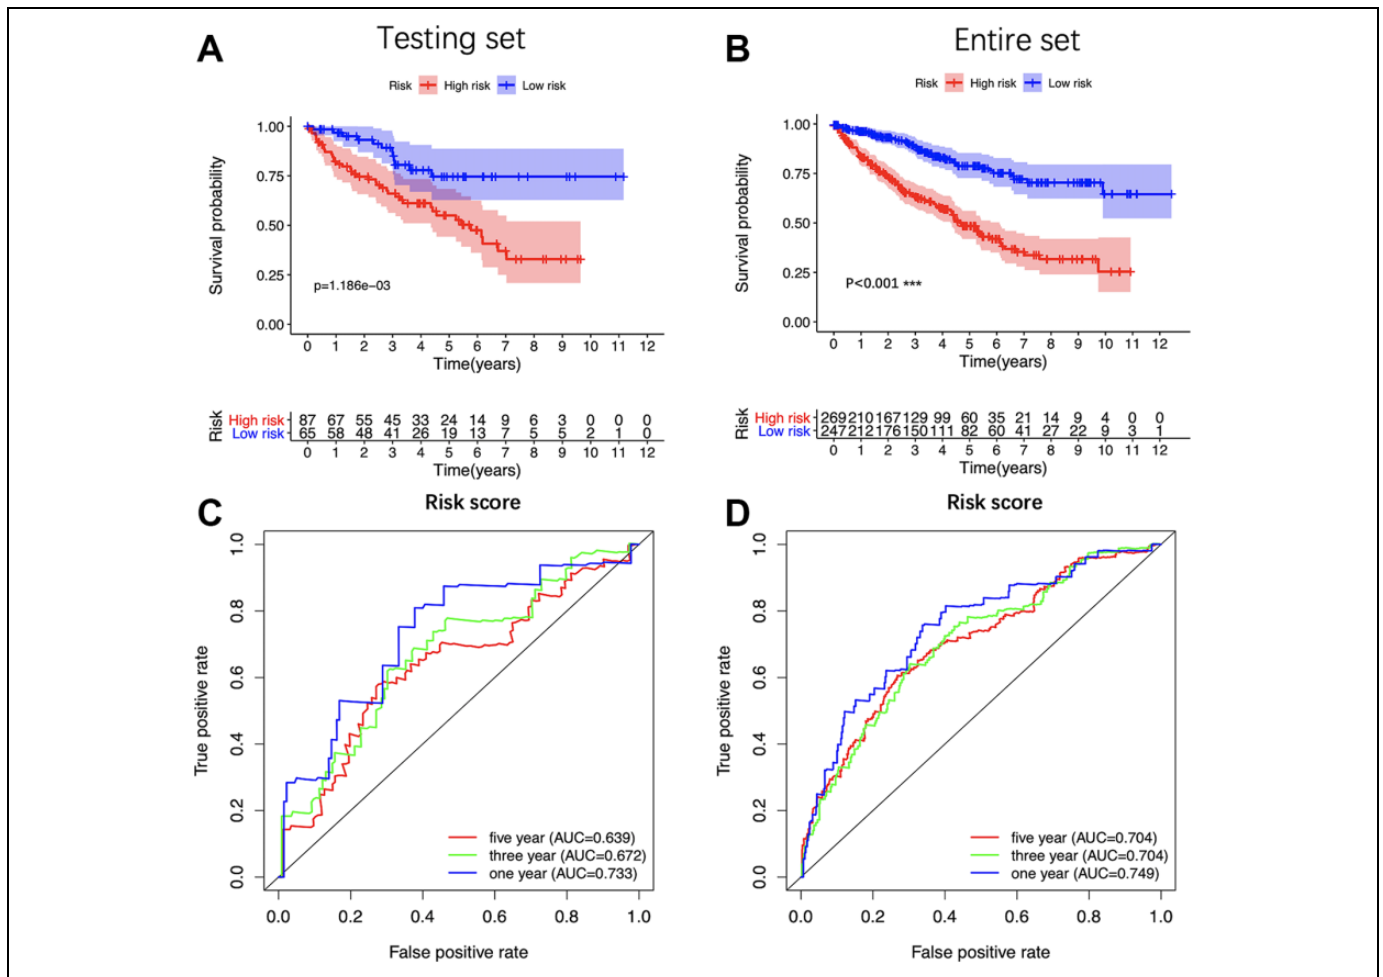 A
Testing set
Risk High risk Low risk
Survival probability
1.00
0.75
0.50
0.25
0.00
p=1.186e−03
0 1 2 3 4 5 6 7 8 9 10 11 12
Time(years)
Risk
High risk 87 67 55 45 33 24 14 9 6 3 0 0 0
Low risk 65 58 48 41 26 19 13 7 5 5 2 1 0
0 1 2 3 4 5 6 7 8 9 10 11 12
Time(years)
B
Entire set
Risk High risk Low risk
Survival probability
1.00
0.75
0.50
0.25
0.00
P<0.001 ***
0 1 2 3 4 5 6 7 8 9 10 11 12
Time(years)
Risk
High risk 269 210 167 129 99 60 35 21 14 9 4 0 0
Low risk 247 212 176 150 111 82 60 41 27 22 9 3 1
0 1 2 3 4 5 6 7 8 9 10 11 12
Time(years)
C
Risk score
True positive rate
1.0
0.8
0.6
0.4
0.2
0.0
five year (AUC=0.639)
three year (AUC=0.672)
one year (AUC=0.733)
0.0 0.2 0.4 0.6 0.8 1.0
False positive rate
D
Risk score
True positive rate
1.0
0.8
0.6
0.4
0.2
0.0
five year (AUC=0.704)
three year (AUC=0.704)
one year (AUC=0.749)
0.0 0.2 0.4 0.6 0.8 1.0
False positive rate